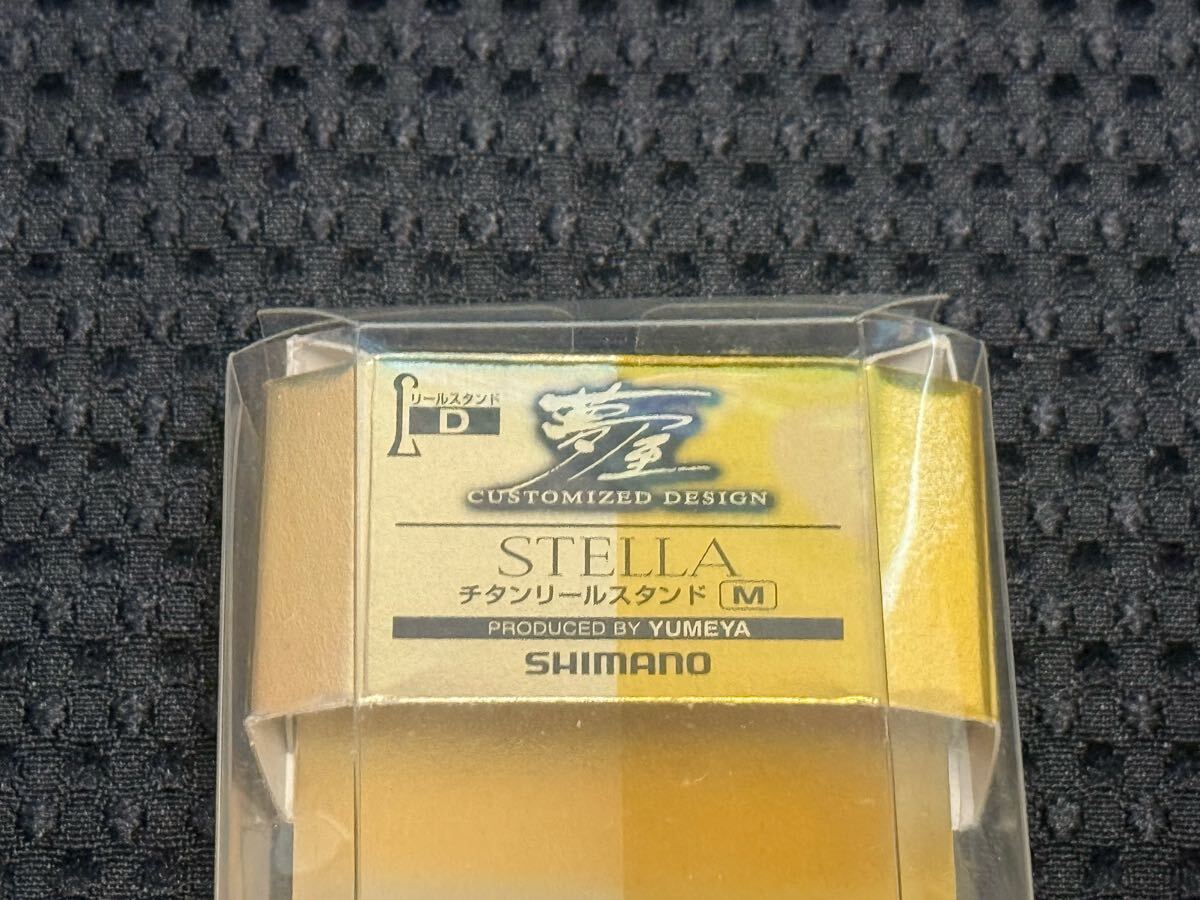 リールスタンド
D
夢屋
CUSTOMIZED DESIGN
STELLA
チタンリールスタンド M
PRODUCED BY YUMEYA
SHIMANO